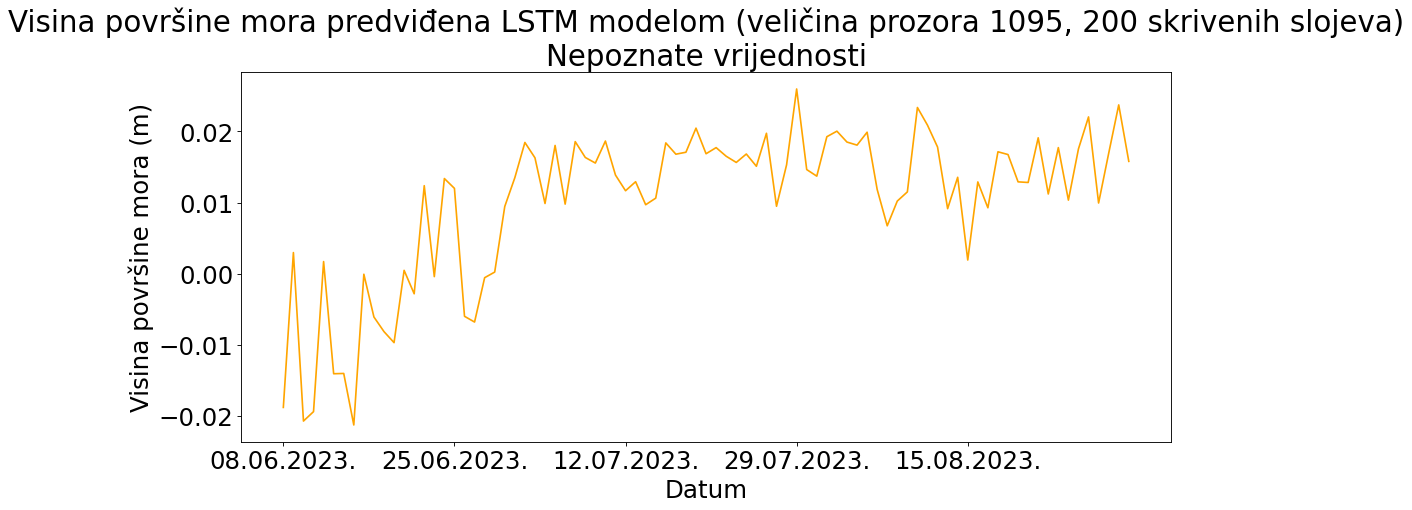 Visina površine mora predviđena LSTM modelom (veličina prozora 1095, 200 skrivenih slojeva)
Nepoznate vrijednosti
Visina površine mora (m)
0.02
0.01
0.00
−0.01
−0.02
08.06.2023. 25.06.2023. 12.07.2023. 29.07.2023. 15.08.2023.
Datum